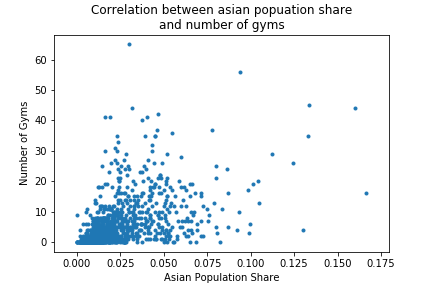 Correlation between asian popuation share
and number of gyms
Number of Gyms
60
50
40
30
20
10
0
0.000 0.025 0.050 0.075 0.100 0.125 0.150 0.175
Asian Population Share